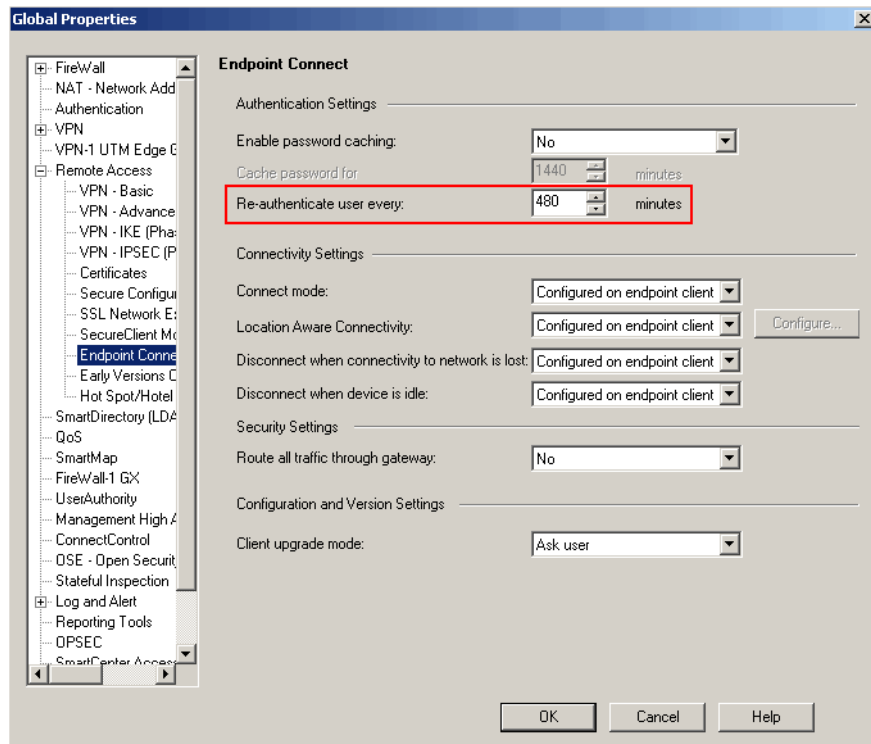 Global Properties
FireWall
NAT - Network Add
Authentication
VPN
VPN-1 UTM Edge G
Remote Access
VPN - Basic
VPN - Advance
VPN - IKE (Pha
VPN - IPSEC (P
Certificates
Secure Configur
SSL Network E
SecureClient Mo
Endpoint Conne
Early Versions C
Hot Spot/Hotel
SmartDirectory (LDA
QoS
SmartMap
FireWall-1 GX
UserAuthority
Management High A
ConnectControl
OSE - Open Securit
Stateful Inspection
Log and Alert
Reporting Tools
OPSEC
SmartCenter Access
Endpoint Connect
Authentication Settings
Enable password caching: No
Cache password for 1440 minutes
Re-authenticate user every: 480 minutes
Connectivity Settings
Connect mode: Configured on endpoint client
Location Aware Connectivity: Configured on endpoint client Configure...
Disconnect when connectivity to network is lost: Configured on endpoint client
Disconnect when device is idle: Configured on endpoint client
Security Settings
Route all traffic through gateway: No
Configuration and Version Settings
Client upgrade mode: Ask user
OK Cancel Help